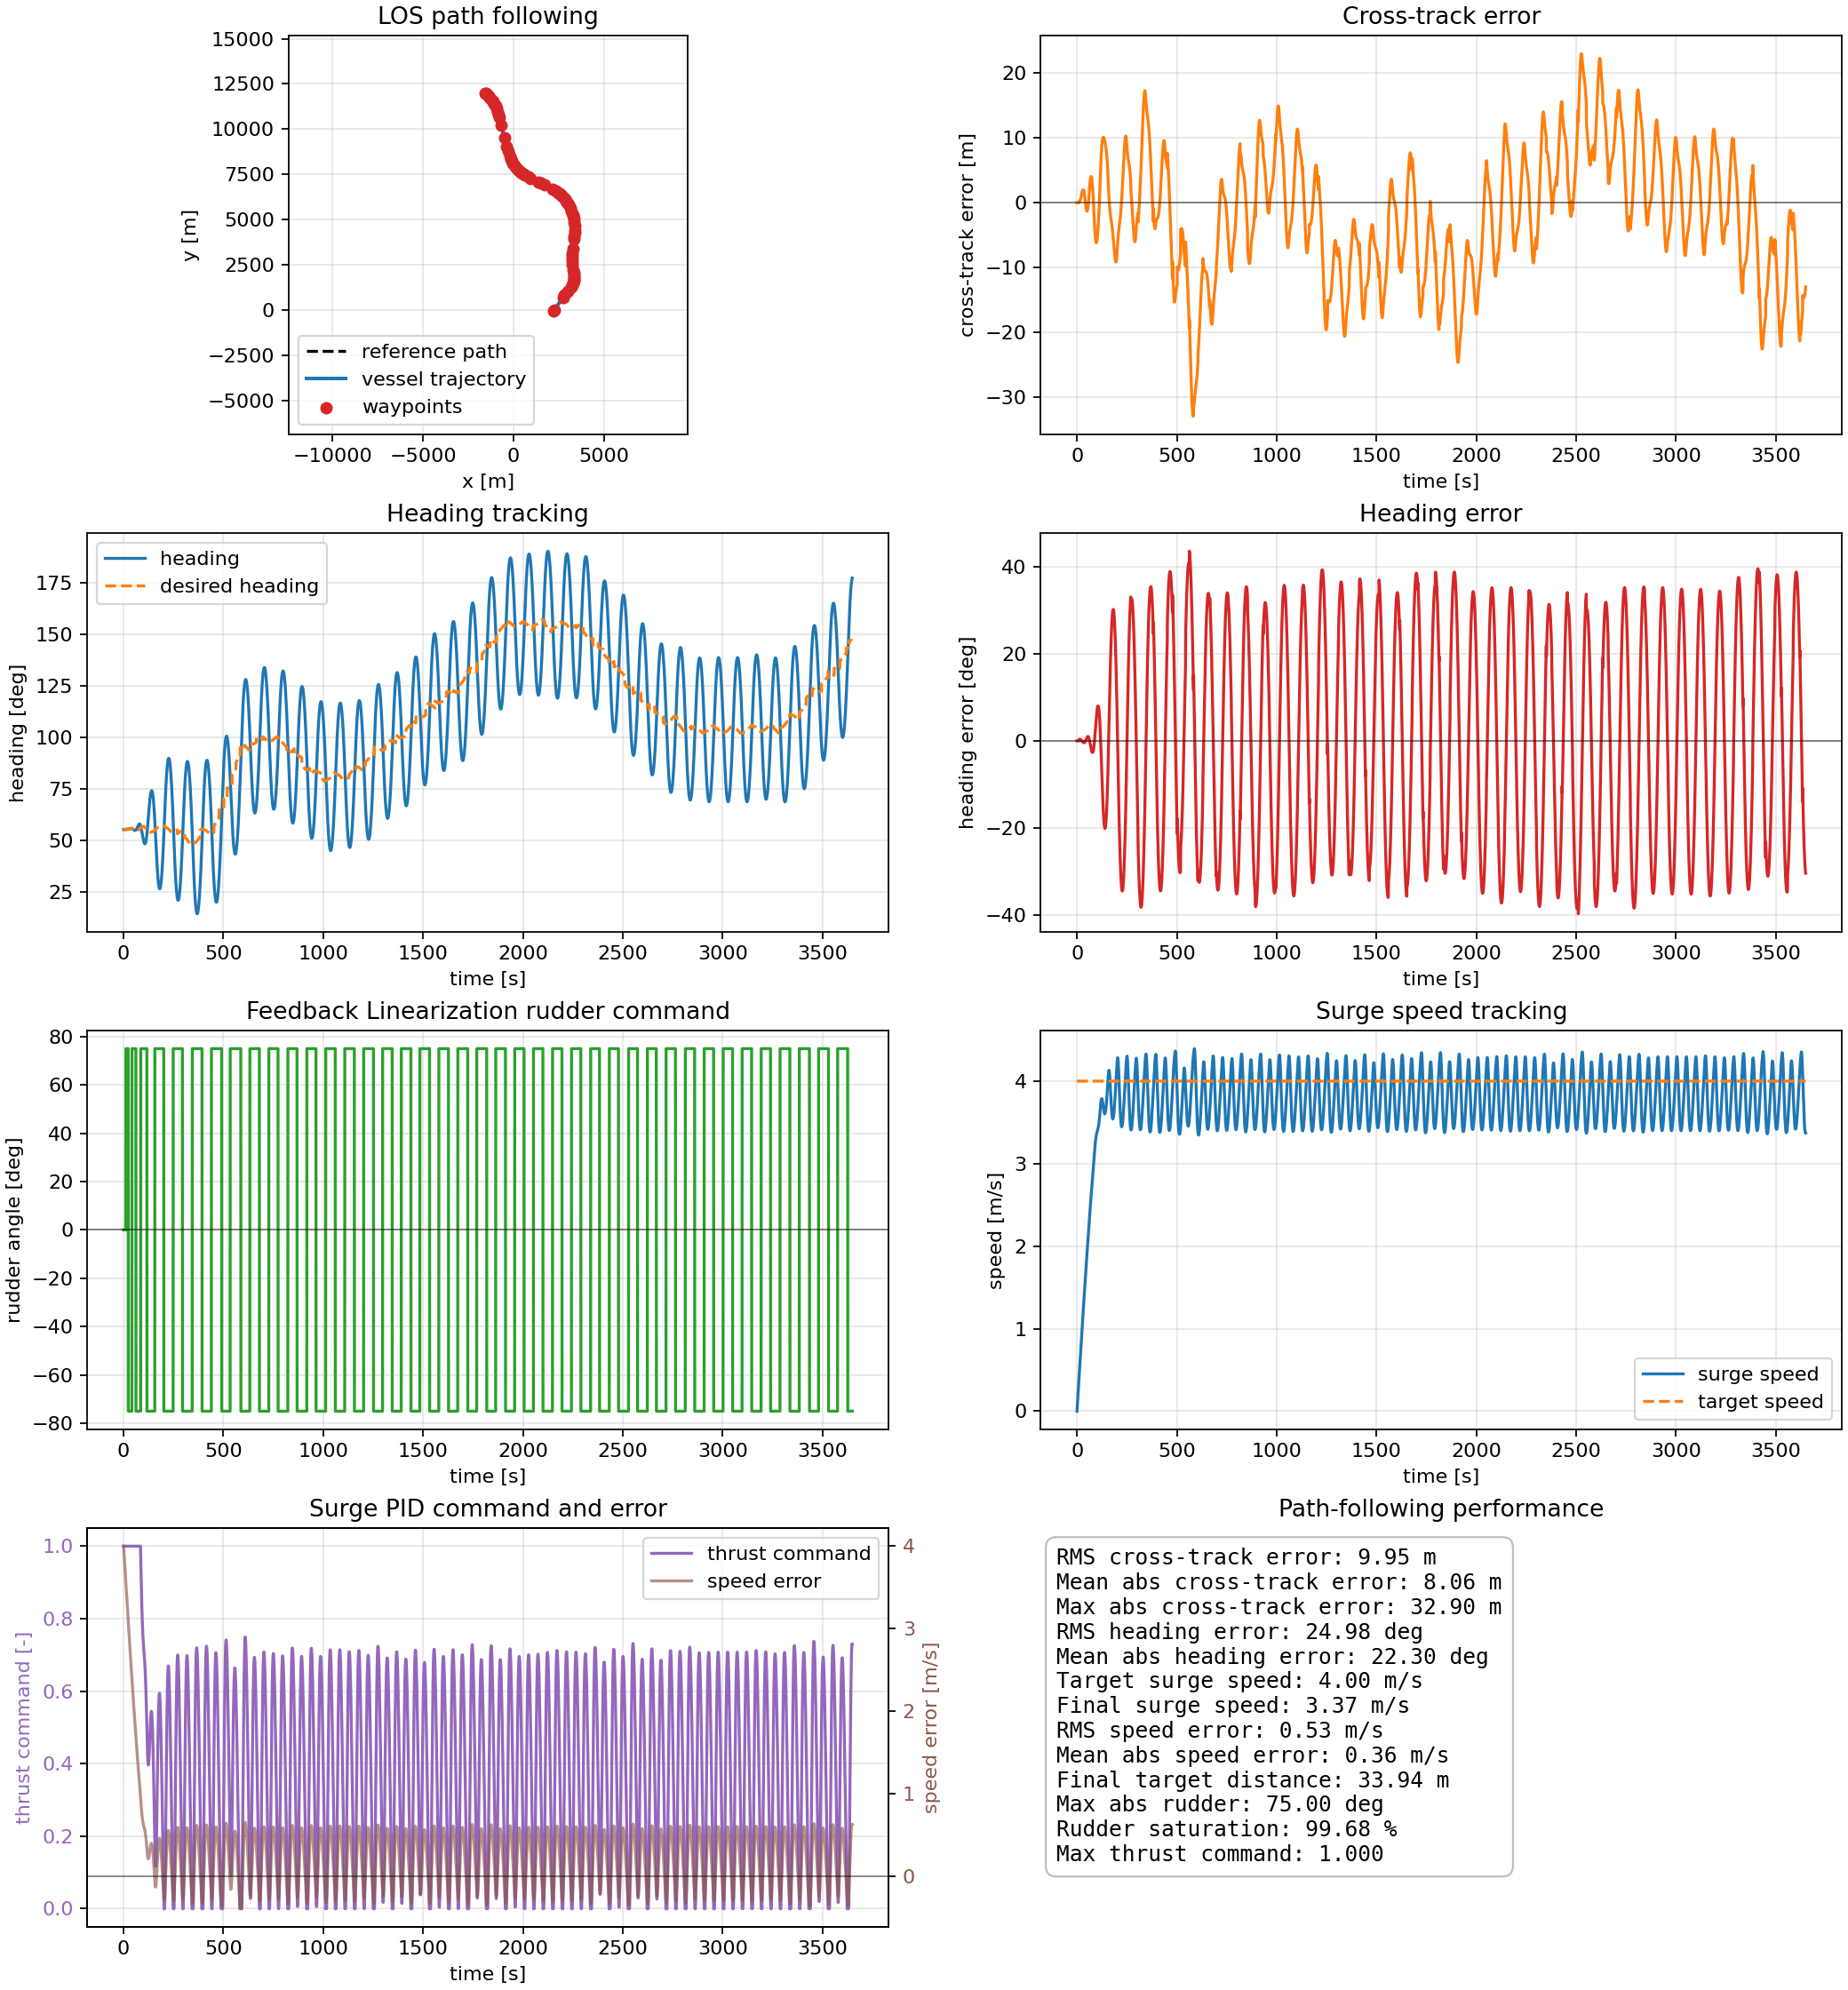 LOS path following
15000
12500
10000
7500
5000
2500
0
−2500
−5000
y [m]
reference path
vessel trajectory
waypoints
−10000 −5000 0 5000
x [m]
Cross-track error
20
10
0
−10
−20
−30
cross-track error [m]
0 500 1000 1500 2000 2500 3000 3500
time [s]
Heading tracking
heading
desired heading
175
150
125
100
75
50
25
heading [deg]
0 500 1000 1500 2000 2500 3000 3500
time [s]
Heading error
40
20
0
−20
−40
heading error [deg]
0 500 1000 1500 2000 2500 3000 3500
time [s]
Feedback Linearization rudder command
80
60
40
20
0
−20
−40
−60
−80
rudder angle [deg]
0 500 1000 1500 2000 2500 3000 3500
time [s]
Surge speed tracking
4
3
2
1
0
speed [m/s]
surge speed
target speed
0 500 1000 1500 2000 2500 3000 3500
time [s]
Surge PID command and error
1.0
0.8
0.6
0.4
0.2
0.0
thrust command [-]
thrust command
speed error
4
3
2
1
0
speed error [m/s]
0 500 1000 1500 2000 2500 3000 3500
time [s]
Path-following performance
RMS cross-track error: 9.95 m
Mean abs cross-track error: 8.06 m
Max abs cross-track error: 32.90 m
RMS heading error: 24.98 deg
Mean abs heading error: 22.30 deg
Target surge speed: 4.00 m/s
Final surge speed: 3.37 m/s
RMS speed error: 0.53 m/s
Mean abs speed error: 0.36 m/s
Final target distance: 33.94 m
Max abs rudder: 75.00 deg
Rudder saturation: 99.68 %
Max thrust command: 1.000